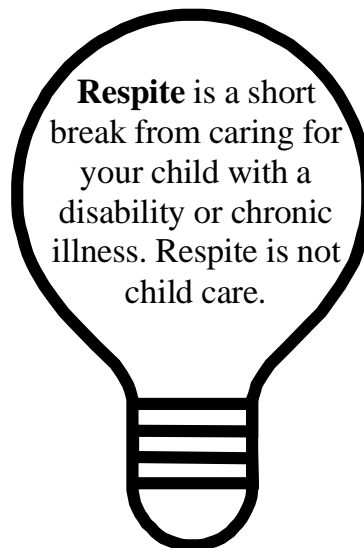 Respite is a short
break from caring for
your child with a
disability or chronic
illness. Respite is not
child care.